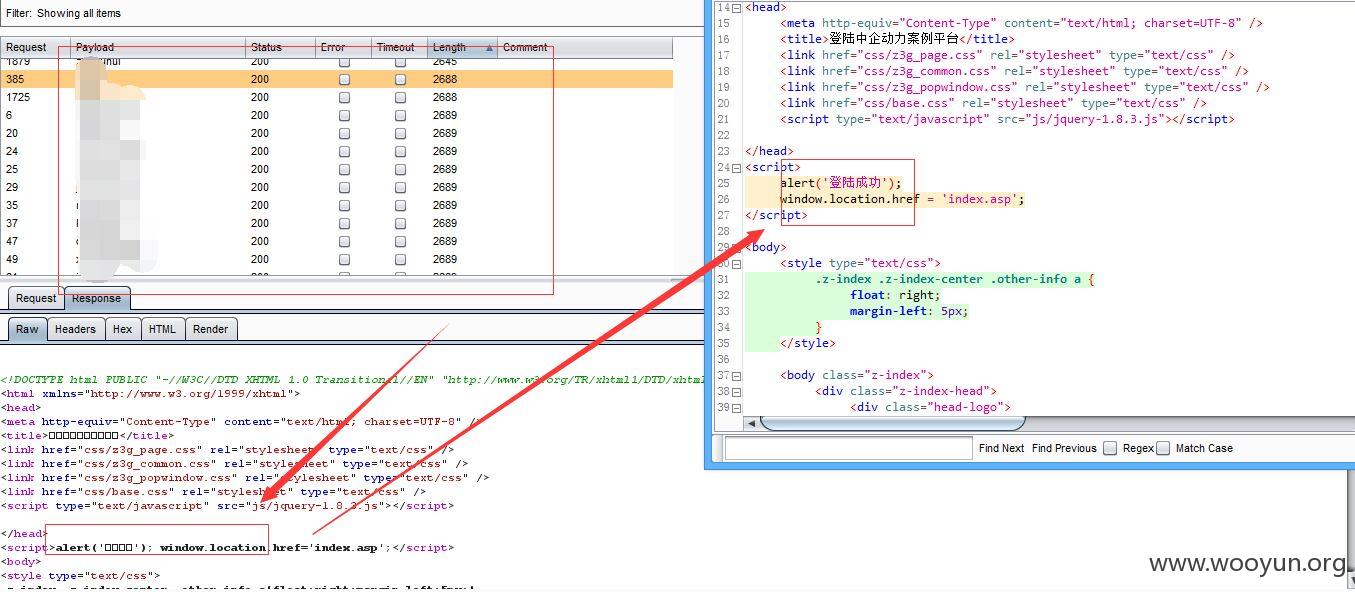 Filter: Showing all items
Request Payload Status Error Timeout Length Comment
1879 200 2645
385 200 2688
1725 200 2688
6 200 2689
20 200 2689
24 200 2689
25 200 2689
29 200 2689
35 200 2689
37 200 2689
47 200 2689
49 200 2689
Request Response
Raw Headers Hex HTML Render
<!DOCTYPE html PUBLIC "-//W3C//DTD XHTML 1.0 Transitional//EN" "http://www.w3.org/TR/xhtml1/DTD/xhtml
<html xmlns="http://www.w3.org/1999/xhtml">
<head>
<meta http-equiv="Content-Type" content="text/html; charset=UTF-8" />
<title></title>
<link href="css/z3g_page.css" rel="stylesheet" type="text/css" />
<link href="css/z3g_common.css" rel="stylesheet" type="text/css" />
<link href="css/z3g_popwindow.css" rel="stylesheet" type="text/css" />
<link href="css/base.css" rel="stylesheet" type="text/css" />
<script type="text/javascript" src="js/jquery-1.8.3.js"></script>
</head>
<script>alert(''); window.location.href='index.asp';</script>
<body>
<style type="text/css">
14 <head>
15 <meta http-equiv="Content-Type" content="text/html; charset=UTF-8" />
16 <title>登陆中企动力案例平台</title>
17 <link href="css/z3g_page.css" rel="stylesheet" type="text/css" />
18 <link href="css/z3g_common.css" rel="stylesheet" type="text/css" />
19 <link href="css/z3g_popwindow.css" rel="stylesheet" type="text/css" />
20 <link href="css/base.css" rel="stylesheet" type="text/css" />
21 <script type="text/javascript" src="js/jquery-1.8.3.js"></script>
22
23 </head>
24 <script>
25 alert('登陆成功');
26 window.location.href = 'index.asp';
27 </script>
28
29 <body>
30 <style type="text/css">
31 .z-index .z-index-center .other-info a {
32 float: right;
33 margin-left: 5px;
34 }
35 </style>
36
37 <body class="z-index">
38 <div class="z-index-head">
39 <div class="head-logo">
Find Next Find Previous Regex Match Case
www.wooyun.org